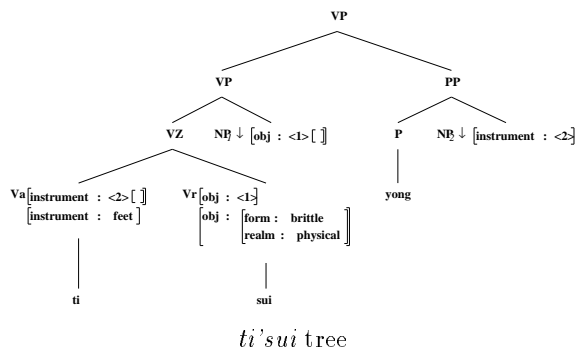 VP
VP PP
VZ NP1 ↓ [obj : <1>[ ]] P NP2 ↓ [instrument : <2>]
Va[instrument : <2>[ ]] Vr[obj : <1>] yong
[instrument : feet] [obj : [form : brittle
realm : physical]]
ti sui
ti'sui tree